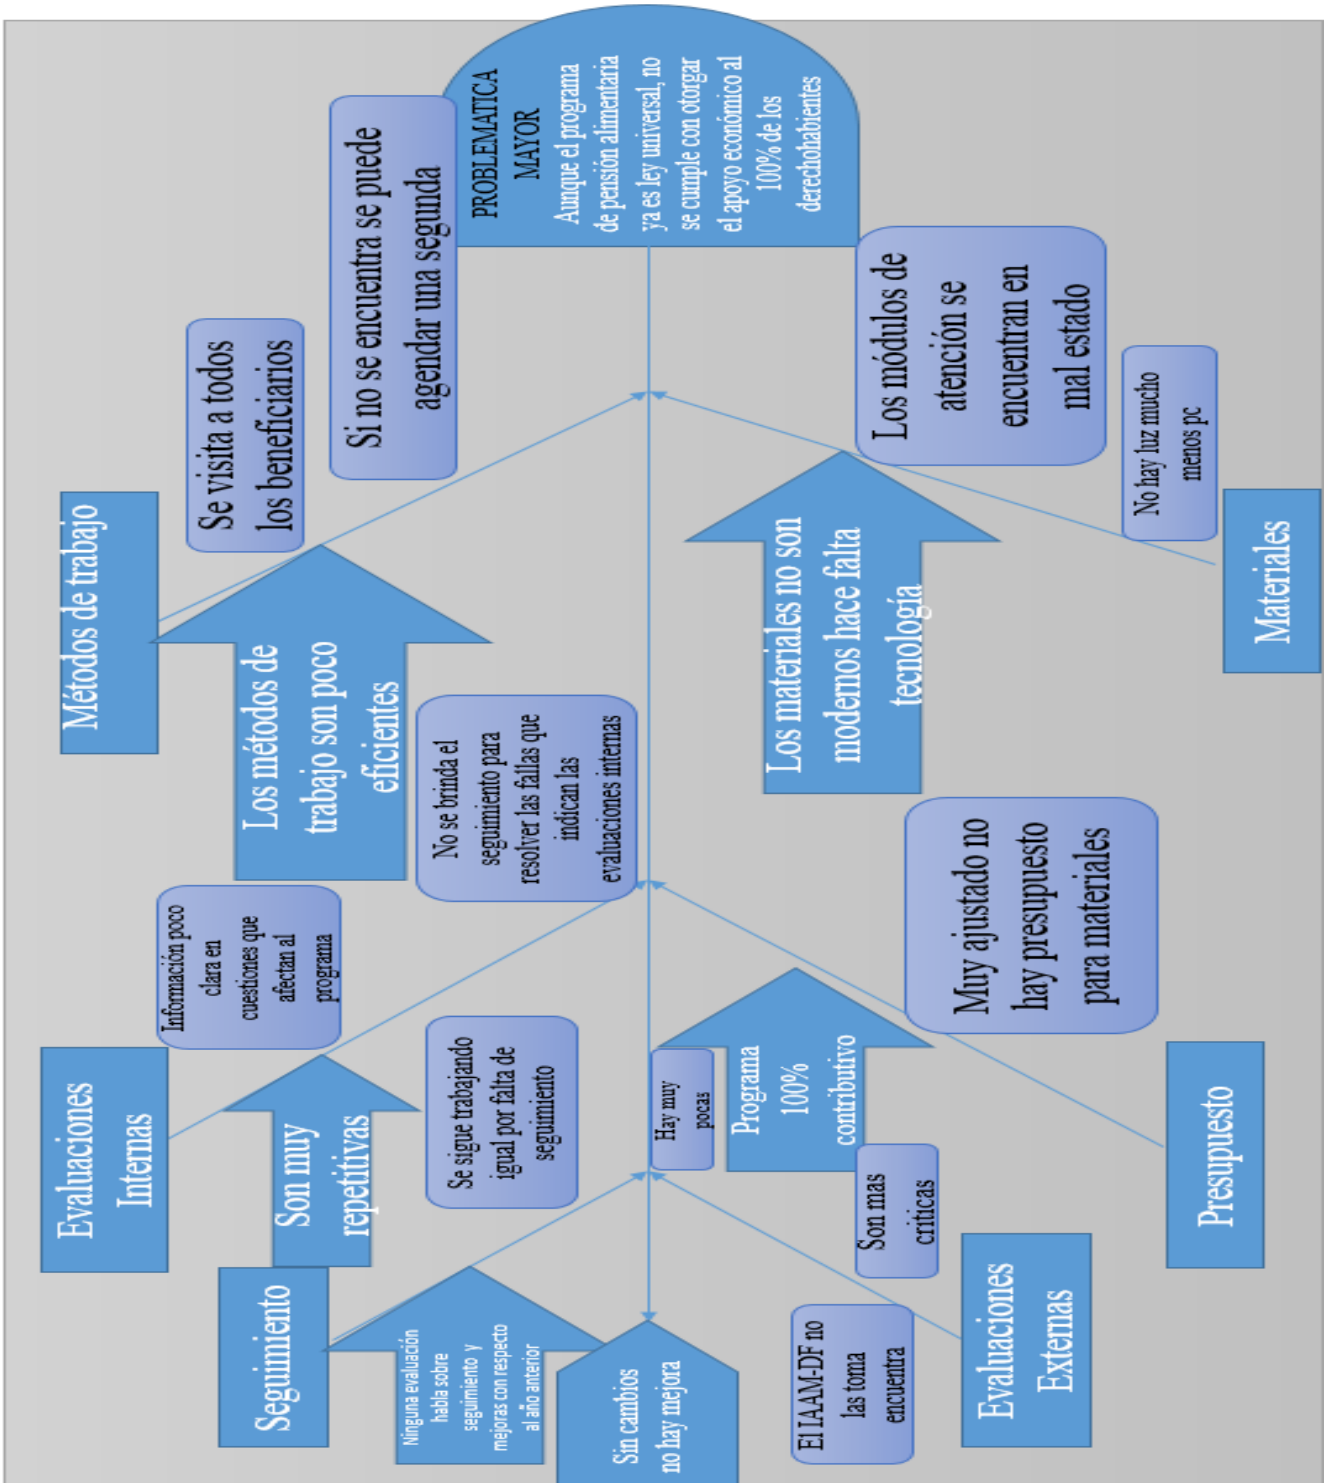 Métodos de trabajo
Se visita a todos
los beneficiarios
Si no se encuentra se puede
agendar una segunda
Los métodos de
trabajo son poco
eficientes
Evaluaciones
Internas
Información poco
clara en
cuestiones que
afectan al
programa
Son muy
repetitivas
No se brinda el
seguimiento para
resolver las fallas que
indican las
evaluaciones internas
Seguimiento
Ninguna evaluación
habla sobre
seguimiento y
mejoras con respecto
al año anterior
Se sigue trabajando
igual por falta de
seguimiento
Sin cambios
no hay mejora
PROBLEMATICA
MAYOR
Aunque el programa
de pensión alimentaria
ya es ley universal, no
se cumple con otorgar
el apoyo económico al
100% de los
derechohabientes
Hay muy
pocas
Son mas
criticas
El IAAM-DF no
las toma
encuentra
Evaluaciones
Externas
Programa
100%
contributivo
Muy ajustado no
hay presupuesto
para materiales
Presupuesto
Los materiales no son
modernos hace falta
tecnología
Los módulos de
atención se
encuentran en
mal estado
No hay luz mucho
menos pc
Materiales